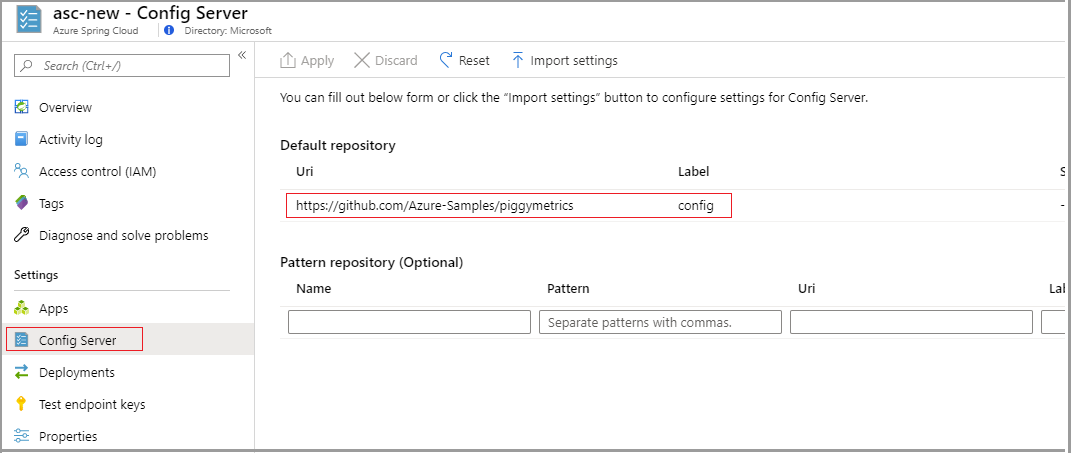 asc-new - Config Server
Azure Spring Cloud
Directory: Microsoft
Search (Ctrl+/)
Overview
Activity log
Access control (IAM)
Tags
Diagnose and solve problems
Settings
Apps
Config Server
Deployments
Test endpoint keys
Properties
Apply Discard Reset Import settings
You can fill out below form or click the “Import settings” button to configure settings for Config Server.
Default repository
Uri Label
https://github.com/Azure-Samples/piggymetrics config -
Pattern repository (Optional)
Name Pattern Uri
Separate patterns with commas.